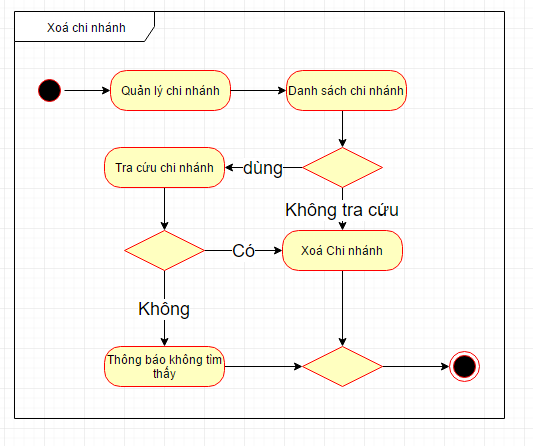 Xoá chi nhánh
Quản lý chi nhánh
Danh sách chi nhánh
Tra cứu chi nhánh
dùng
Không tra cứu
Có
Xoá Chi nhánh
Không
Thông báo không tìm
thấy